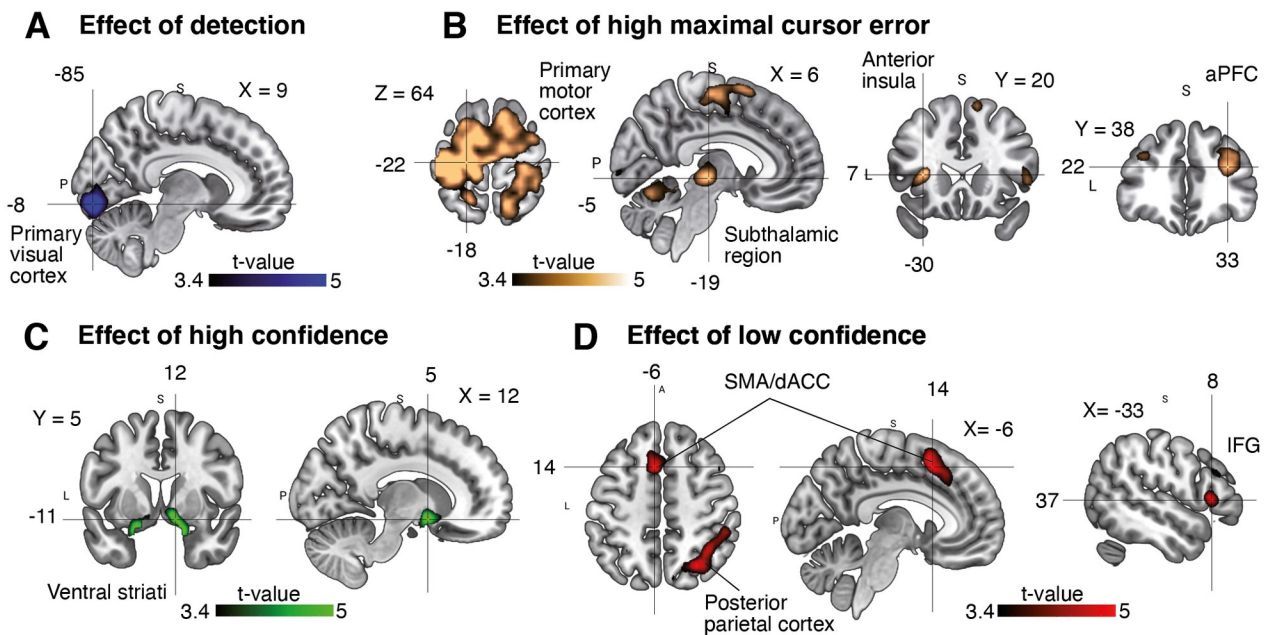 A Effect of detection
-85
S
X = 9
P
-8
Primary
visual
cortex
t-value
3.4 5
B Effect of high maximal cursor error
Z = 64
-22
-18
Primary
motor
cortex
S
X = 6
P
-5
Subthalamic
region
-19
t-value
3.4 5
Anterior
insula
S
Y = 20
7 L
-30
aPFC
S
Y = 38
22
L
33
C Effect of high confidence
12
S
Y = 5
L
-11
Ventral striati
5
S
X = 12
P
t-value
3.4 5
D Effect of low confidence
-6
A
SMA/dACC
14
L
Posterior
parietal cortex
14
S
X= -6
P
8
X= -33
S
IFG
37
t-value
3.4 5